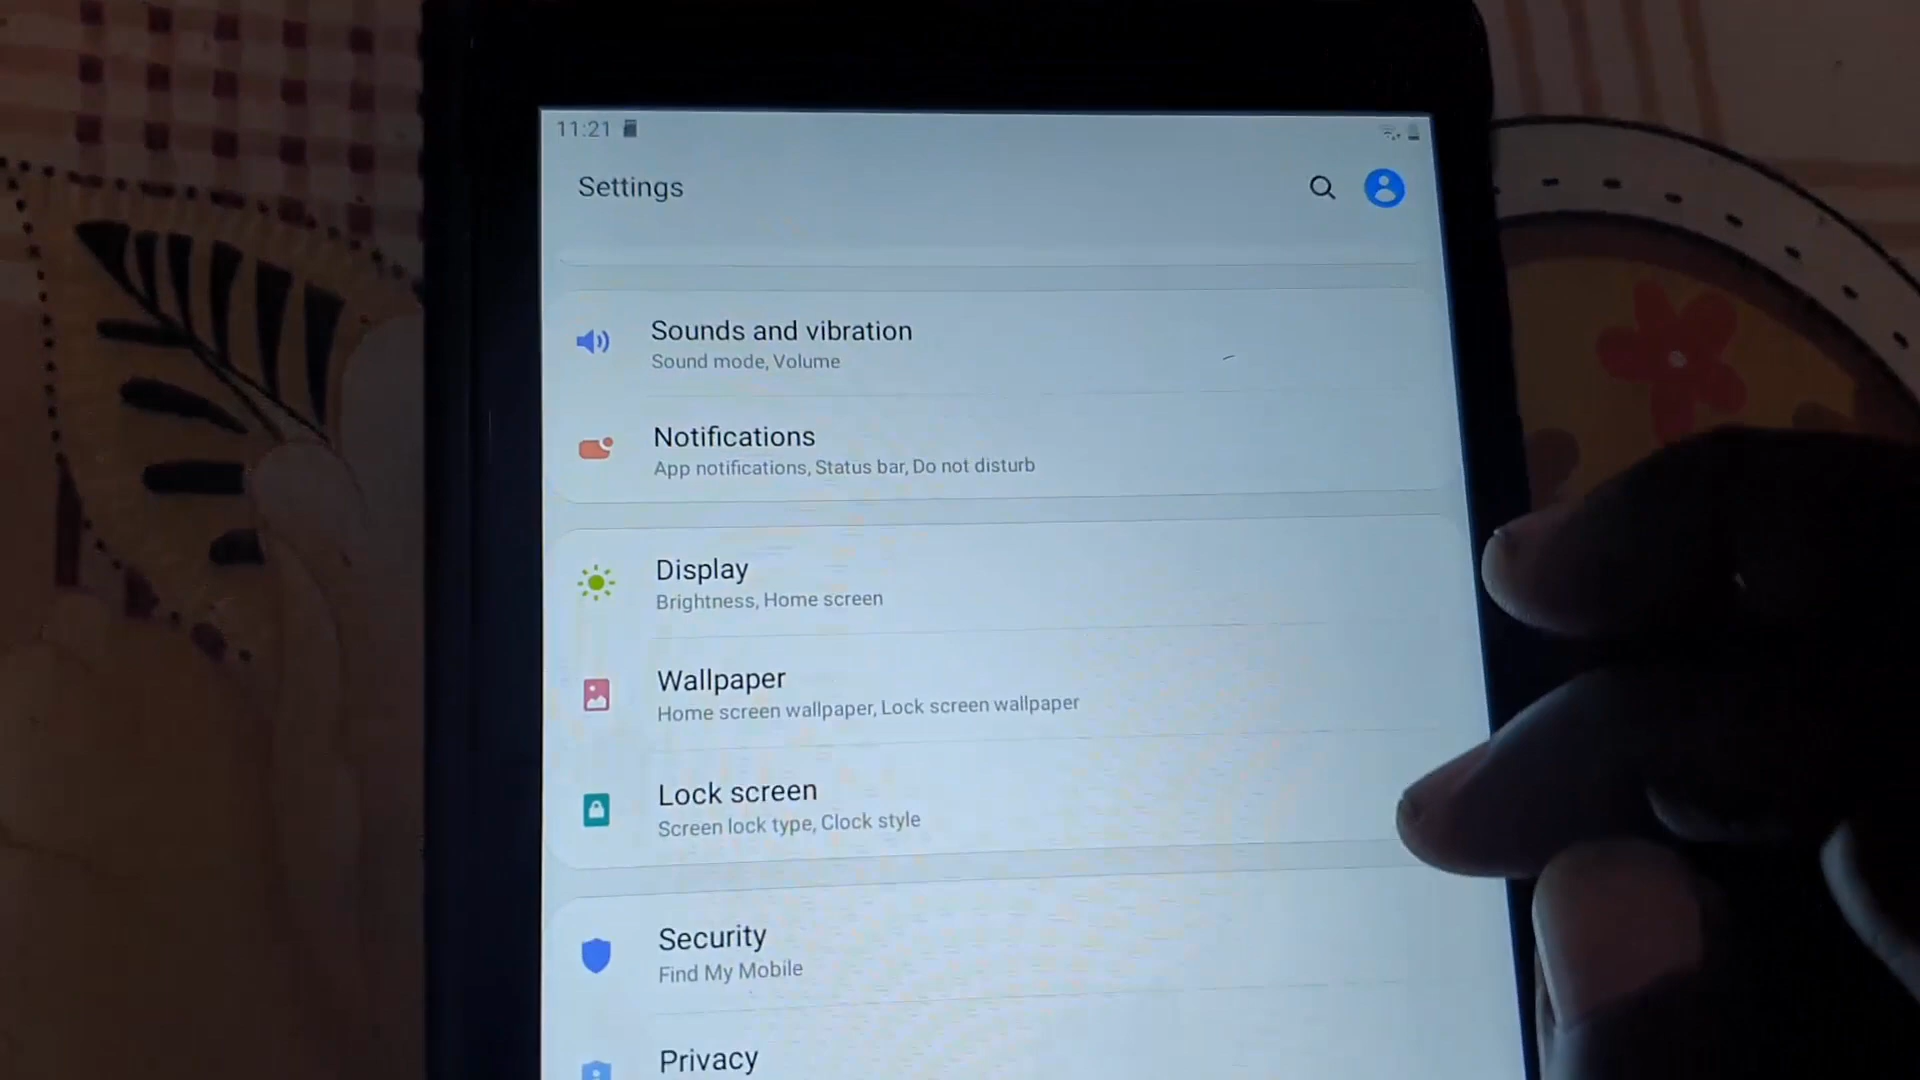 11:21
Settings
Sounds and vibration
Sound mode, Volume
Notifications
App notifications, Status bar, Do not disturb
Display
Brightness, Home screen
Wallpaper
Home screen wallpaper, Lock screen wallpaper
Lock screen
Screen lock type, Clock style
Security
Find My Mobile
Privacy